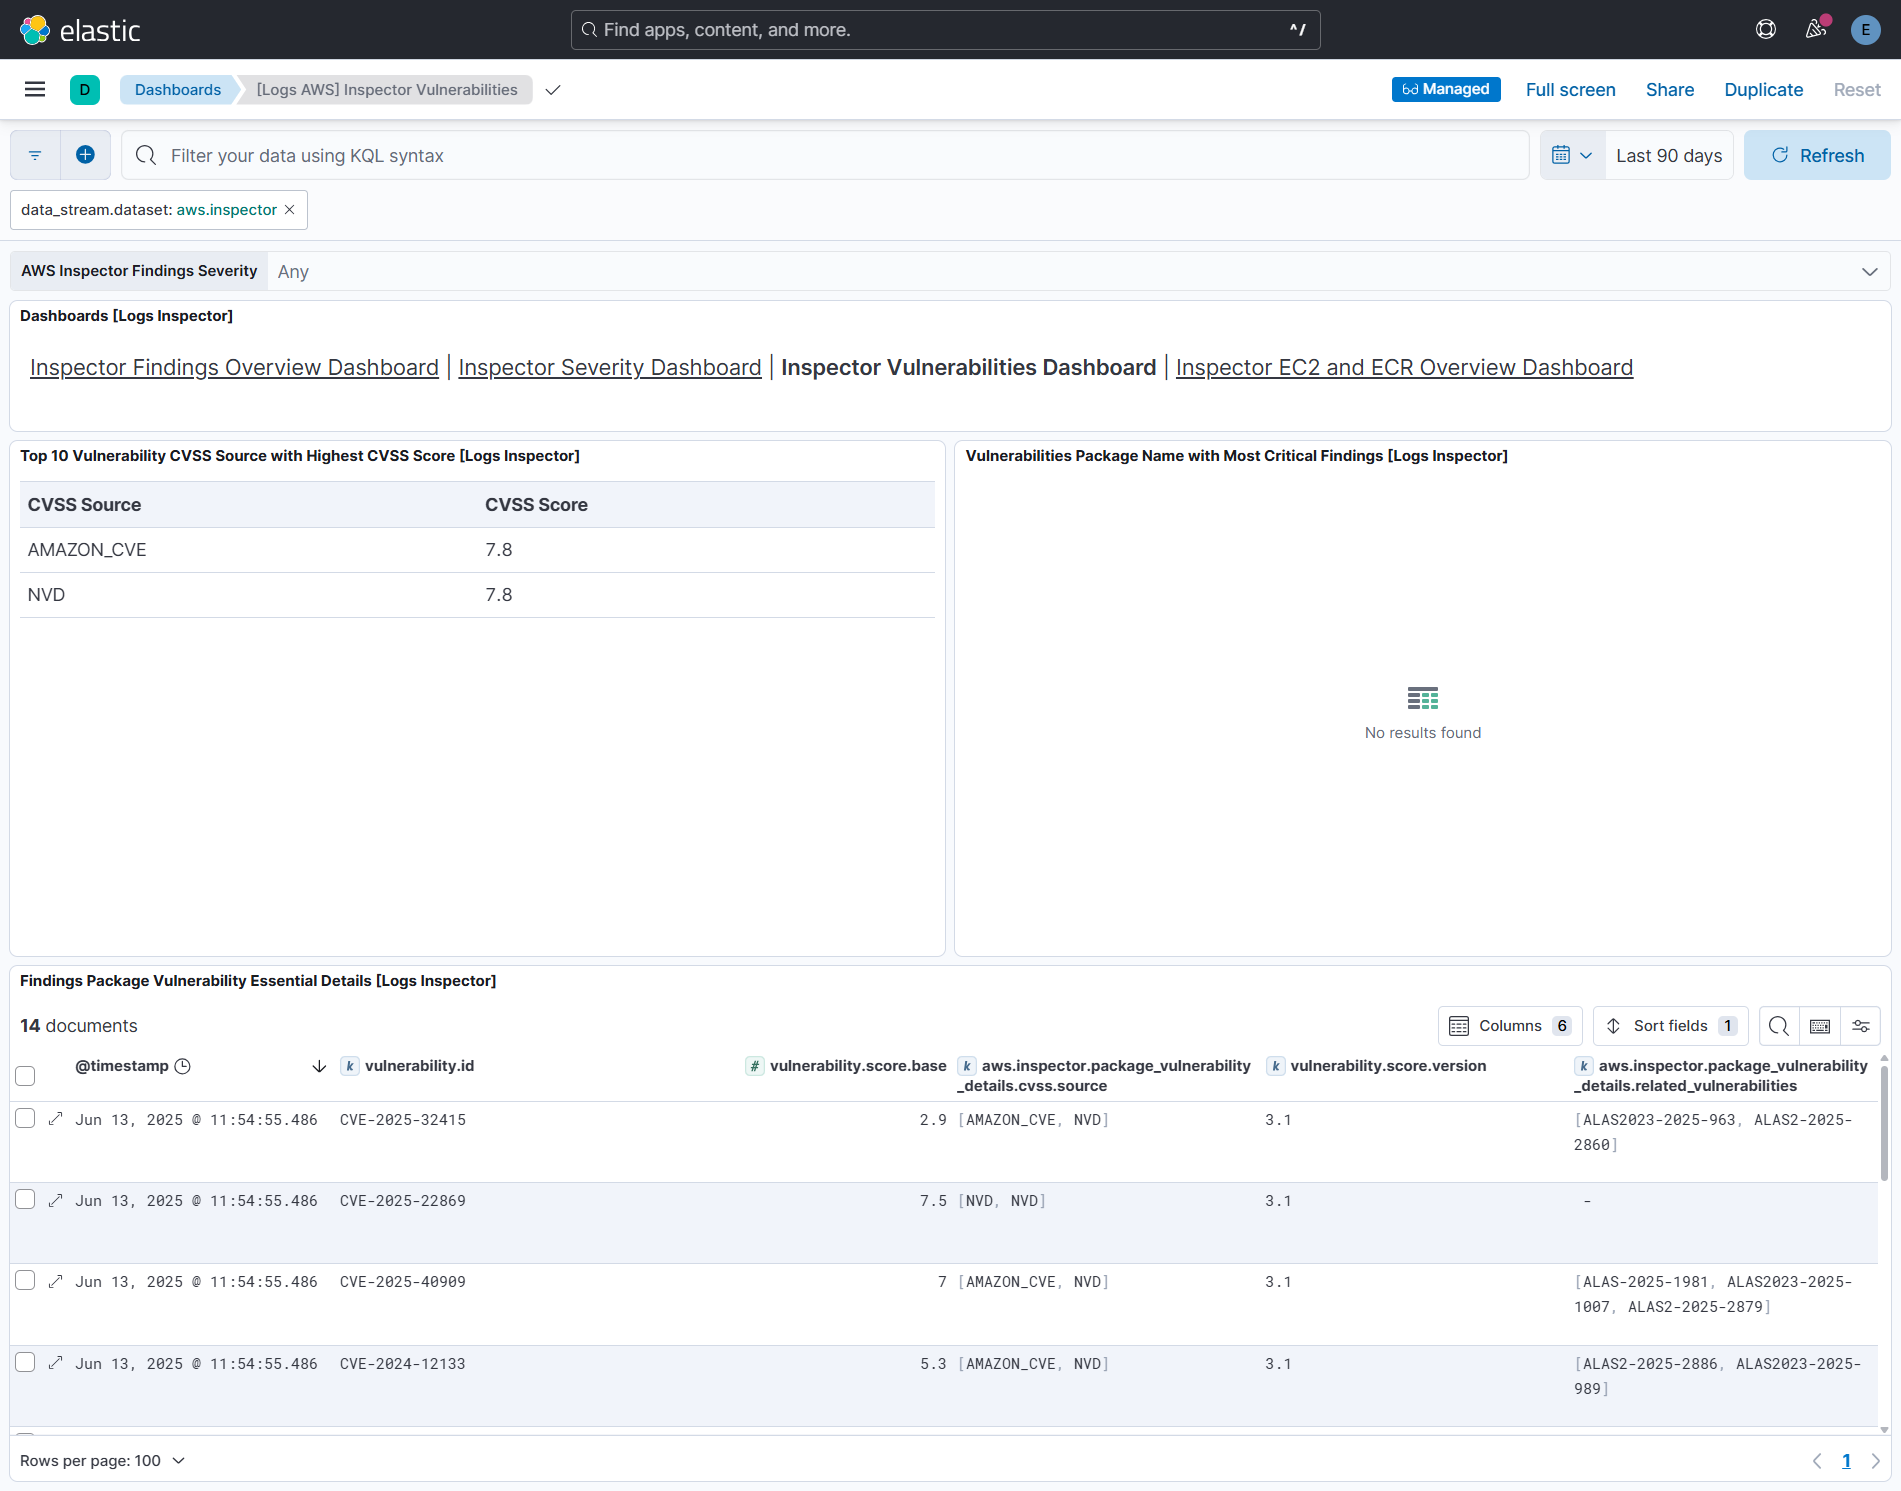 elastic
Find apps, content, and more.
^/
E
D
Dashboards
[Logs AWS] Inspector Vulnerabilities
Managed
Full screen
Share
Duplicate
Reset
Filter your data using KQL syntax
Last 90 days
Refresh
data_stream.dataset: aws.inspector
AWS Inspector Findings Severity
Any
Dashboards [Logs Inspector]
Inspector Findings Overview Dashboard | Inspector Severity Dashboard | Inspector Vulnerabilities Dashboard | Inspector EC2 and ECR Overview Dashboard
Top 10 Vulnerability CVSS Source with Highest CVSS Score [Logs Inspector]
CVSS Source CVSS Score
AMAZON_CVE 7.8
NVD 7.8
Vulnerabilities Package Name with Most Critical Findings [Logs Inspector]
No results found
Findings Package Vulnerability Essential Details [Logs Inspector]
14 documents
Columns 6
Sort fields 1
@timestamp
k vulnerability.id
# vulnerability.score.base
k aws.inspector.package_vulnerability
_details.cvss.source
k vulnerability.score.version
k aws.inspector.package_vulnerability
_details.related_vulnerabilities
Jun 13, 2025 @ 11:54:55.486 CVE-2025-32415 2.9 [AMAZON_CVE, NVD] 3.1 [ALAS2023-2025-963, ALAS2-2025-
2860]
Jun 13, 2025 @ 11:54:55.486 CVE-2025-22869 7.5 [NVD, NVD] 3.1 -
Jun 13, 2025 @ 11:54:55.486 CVE-2025-40909 7 [AMAZON_CVE, NVD] 3.1 [ALAS-2025-1981, ALAS2023-2025-
1007, ALAS2-2025-2879]
Jun 13, 2025 @ 11:54:55.486 CVE-2024-12133 5.3 [AMAZON_CVE, NVD] 3.1 [ALAS2-2025-2886, ALAS2023-2025-
989]
Rows per page: 100
1